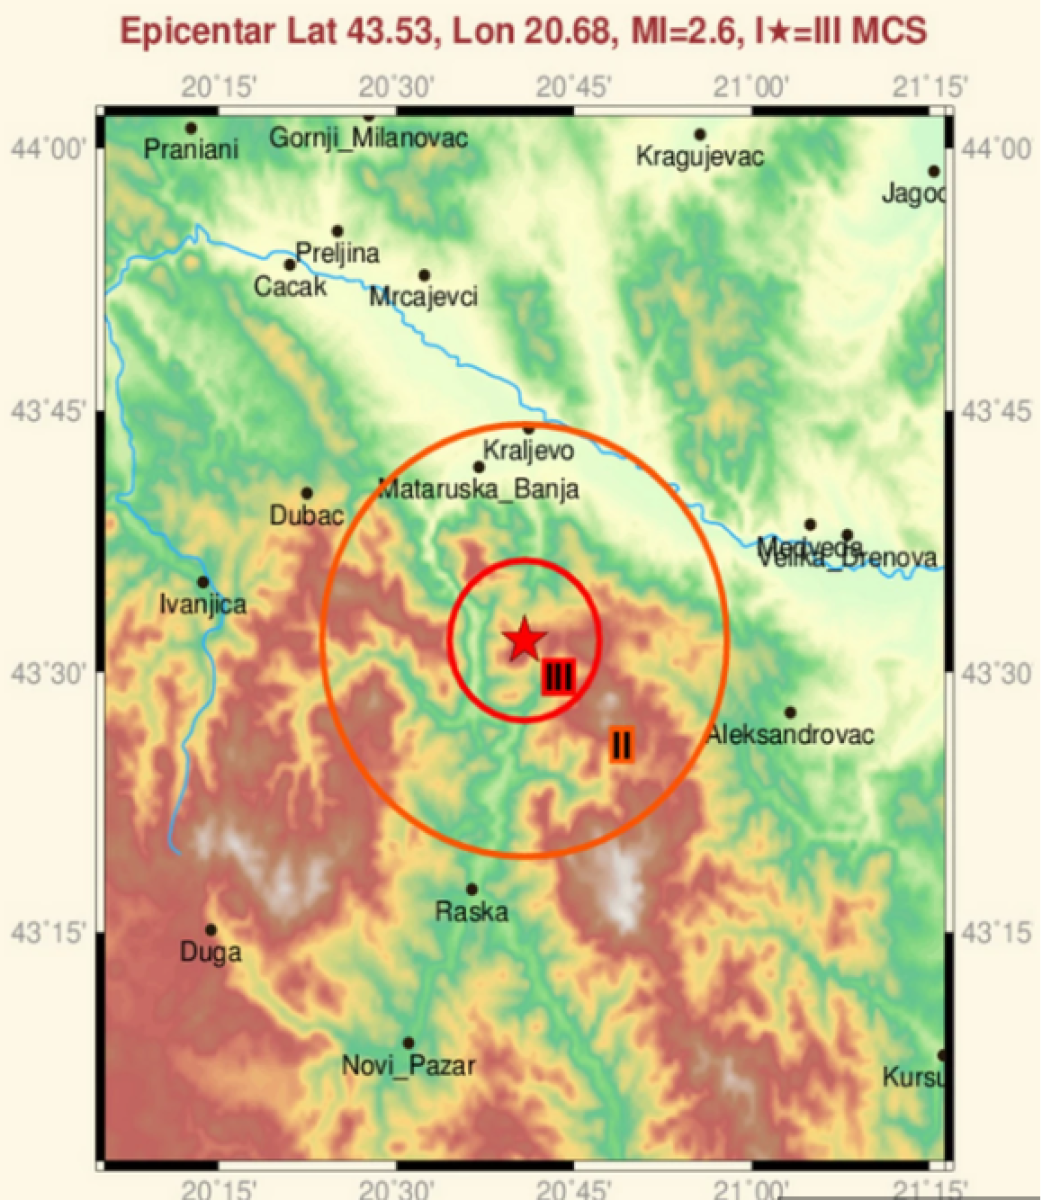 Epicentar Lat 43.53, Lon 20.68, Ml=2.6, I★=III MCS
20°15' 20°30' 20°45' 21°00' 21°15'
44°00' 44°00
Praniani
Gornji_Milanovac
Kragujevac
Jagod
Preljina
Cacak
Mrcajevci
43°45' 43°45
Kraljevo
Mataruska_Banja
Dubac
Medveda
Velika_Drenova
Ivanjica
43°30' 43°30
III
II
Aleksandrovac
Raska
43°15' 43°15
Duga
Novi_Pazar
Kursu
20°15' 20°30' 20°45' 21°00' 21°15'